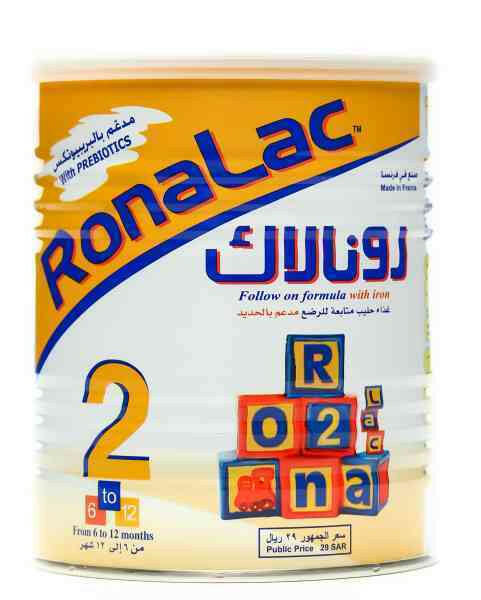 مدعم بالبريبيوتكس
With PREBIOTICS
RONALAC™
صنع في فرنسا
Made in France
رونالاك
Follow on formula with iron
غذاء حليب متابعة للرضع مدعم بالحديد
2
6 to 12
From 6 to 12 months
من ٦ إلى ١٢ شهر
R
O 2 Lac
na
سعر الجمهور ٢٩ ريال
Public Price 29 SAR